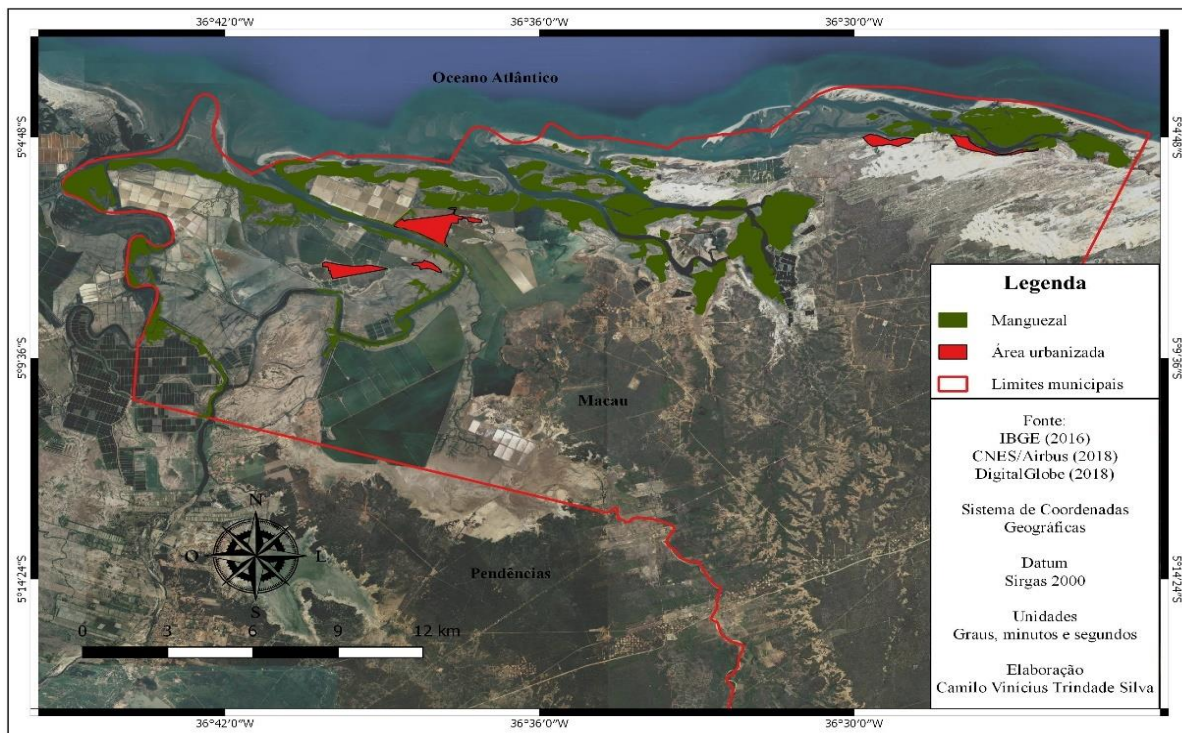 36°42'0"W
36°36'0"W
36°30'0"W
Oceano Atlântico
5°4'48"S
5°4'48"S
Legenda
Manguezal
Área urbanizada
Limites municipais
5°9'36"S
5°9'36"S
Macau
Fonte:
IBGE (2016)
CNES/Airbus (2018)
DigitalGlobe (2018)
Sistema de Coordenadas
Geográficas
Datum
Sirgas 2000
Unidades
Graus, minutos e segundos
Elaboração
Camilo Vinícius Trindade Silva
N
O
L
S
Pendências
5°14'24"S
5°14'24"S
0 3 6 9 12 km
36°42'0"W
36°36'0"W
36°30'0"W